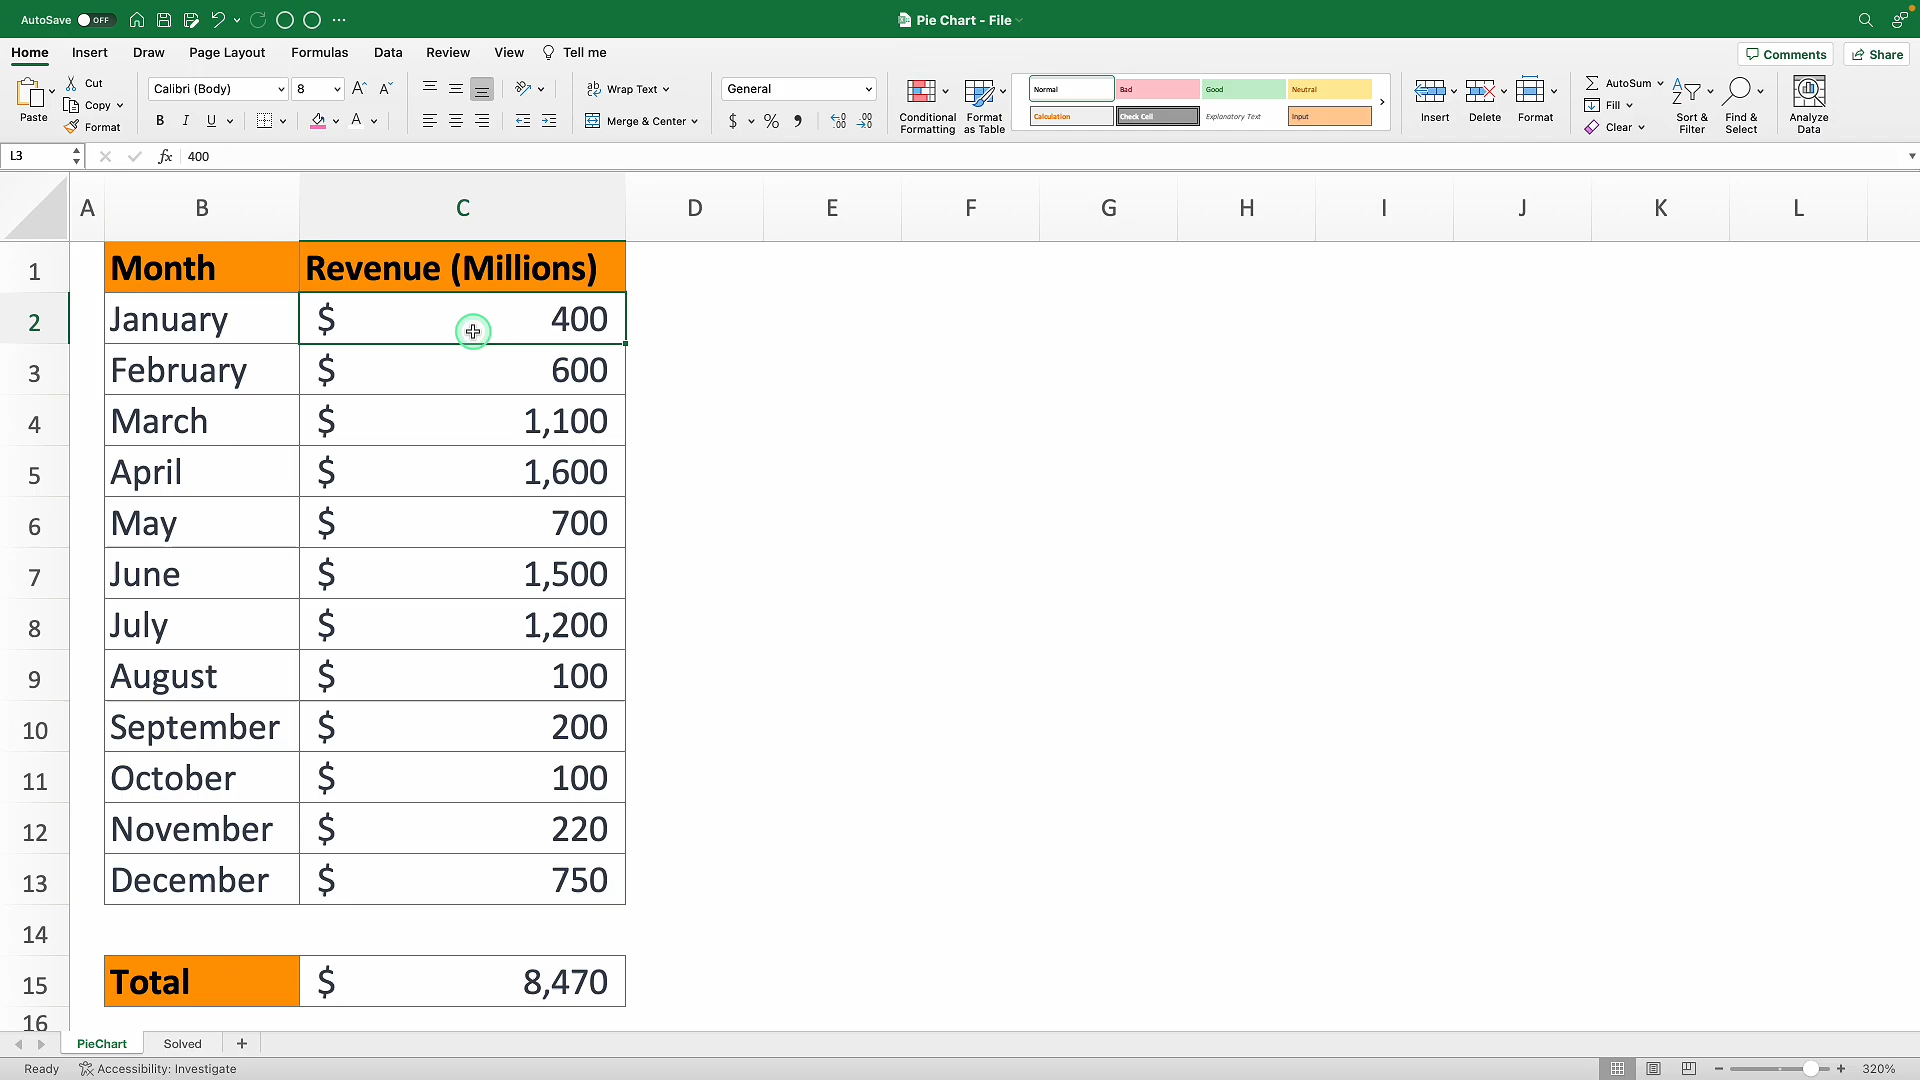 AutoSave OFF ... Pie Chart - File
Home Insert Draw Page Layout Formulas Data Review View Tell me Comments Share
Paste Cut Copy Format
Calibri (Body) 8 A^ A˅
B I U A
ab Wrap Text
Merge & Center
General
$ % 9
Conditional Formatting
Format as Table
Normal Bad Good Neutral
Calculation Check Cell Explanatory Text Input
Insert Delete Format
AutoSum
Fill
Clear
Sort & Filter
Find & Select
Analyze Data
L3 fx 400
A B C D E F G H I J K L
1 Month Revenue (Millions)
2 January $ 400
3 February $ 600
4 March $ 1,100
5 April $ 1,600
6 May $ 700
7 June $ 1,500
8 July $ 1,200
9 August $ 100
10 September $ 200
11 October $ 100
12 November $ 220
13 December $ 750
14
15 Total $ 8,470
16
PieChart Solved +
Ready Accessibility: Investigate - + 320%